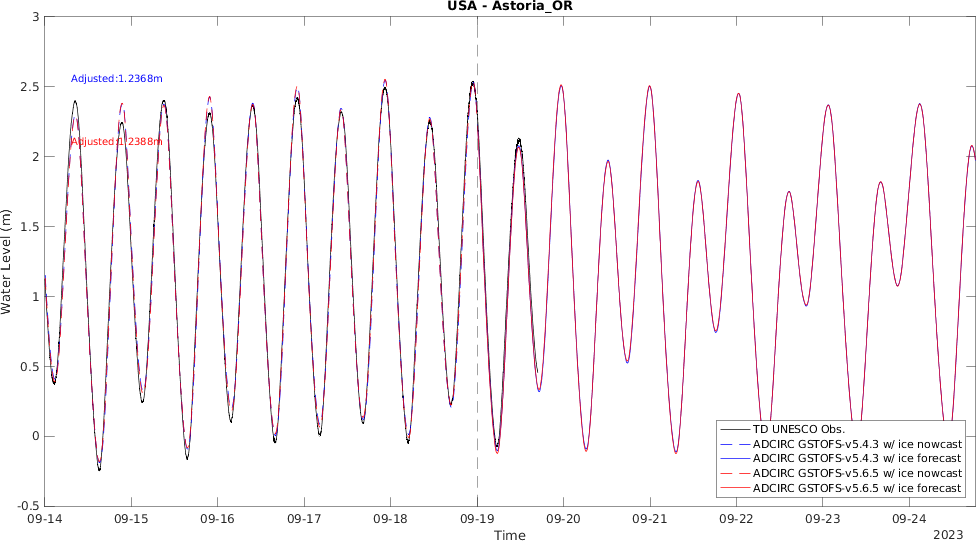 USA - Astoria_OR
3
2.5
2
1.5
1
0.5
0
-0.5
Water Level (m)
Adjusted:1.2368m
Adjusted:1.2388m
TD UNESCO Obs.
ADCIRC GSTOFS-v5.4.3 w/ ice nowcast
ADCIRC GSTOFS-v5.4.3 w/ ice forecast
ADCIRC GSTOFS-v5.6.5 w/ ice nowcast
ADCIRC GSTOFS-v5.6.5 w/ ice forecast
09-14 09-15 09-16 09-17 09-18 09-19 09-20 09-21 09-22 09-23 09-24
Time
2023